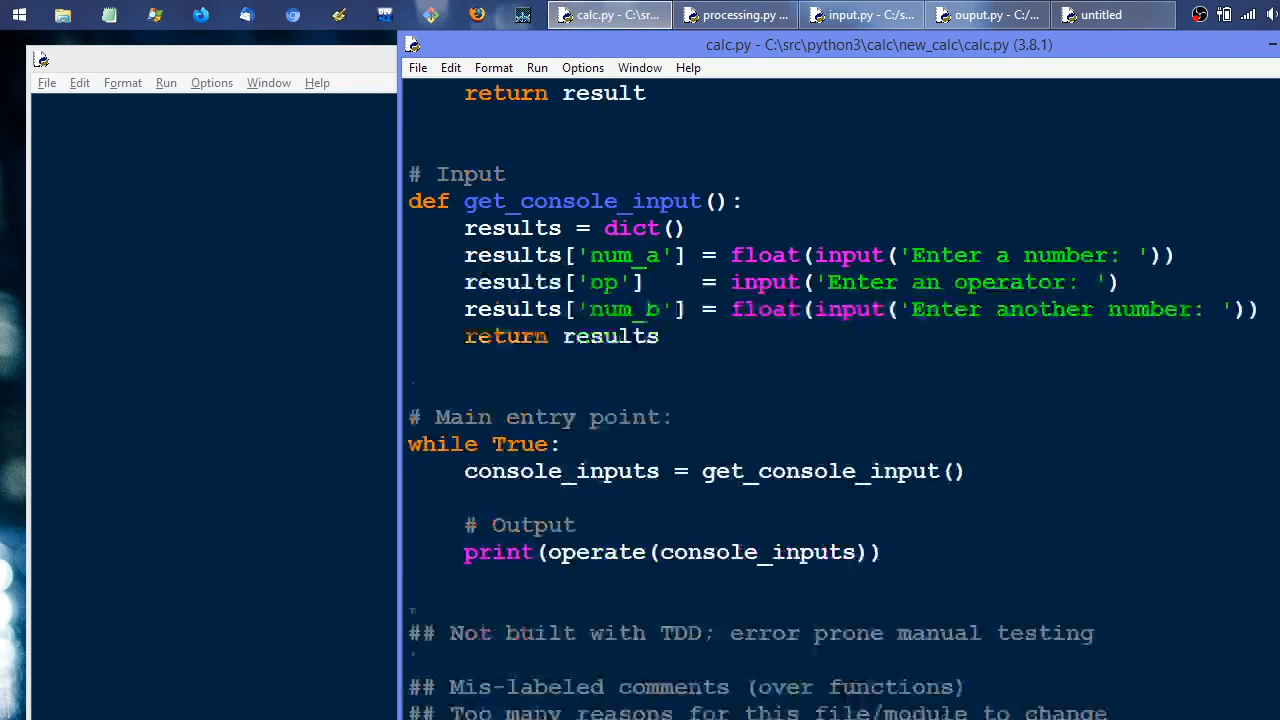 calc.py - C:\sr...
processing.py ...
input.py - C:/s...
ouput.py - C:/...
untitled
calc.py - C:\src\python3\calc\new_calc\calc.py (3.8.1)
File Edit Format Run Options Window Help
File Edit Format Run Options Window Help
return result
# Input
def get_console_input():
results = dict()
results['num_a'] = float(input('Enter a number: '))
results['op']    = input('Enter an operator: ')
results['num_b'] = float(input('Enter another number: '))
return results
# Main entry point:
while True:
console_inputs = get_console_input()
# Output
print(operate(console_inputs))
## Nor built with TDD; error prone manual testing
## Mis-labeled comments (over functions)
## Too many reasons for this file/module to change